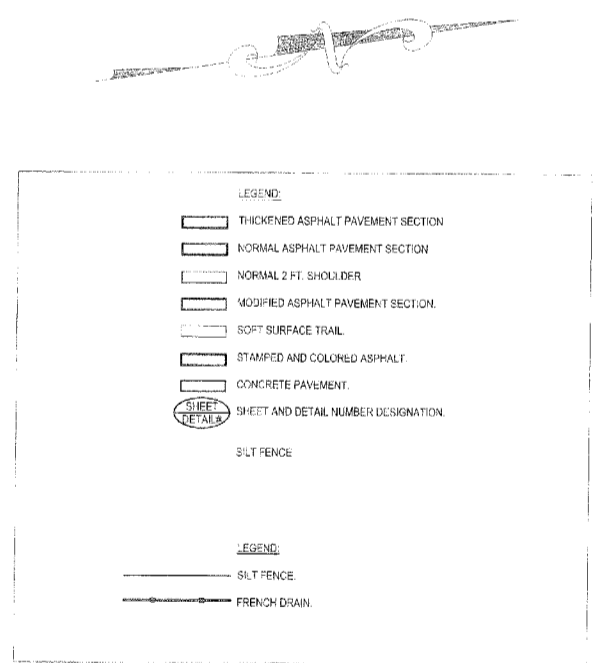 N
LEGEND:
THICKENED ASPHALT PAVEMENT SECTION
NORMAL ASPHALT PAVEMENT SECTION
NORMAL 2 FT. SHOULDER
MODIFIED ASPHALT PAVEMENT SECTION.
SOFT SURFACE TRAIL.
STAMPED AND COLORED ASPHALT.
CONCRETE PAVEMENT.
SHEET
DETAIL#
SHEET AND DETAIL NUMBER DESIGNATION.
SILT FENCE
LEGEND:
SILT FENCE.
FRENCH DRAIN.